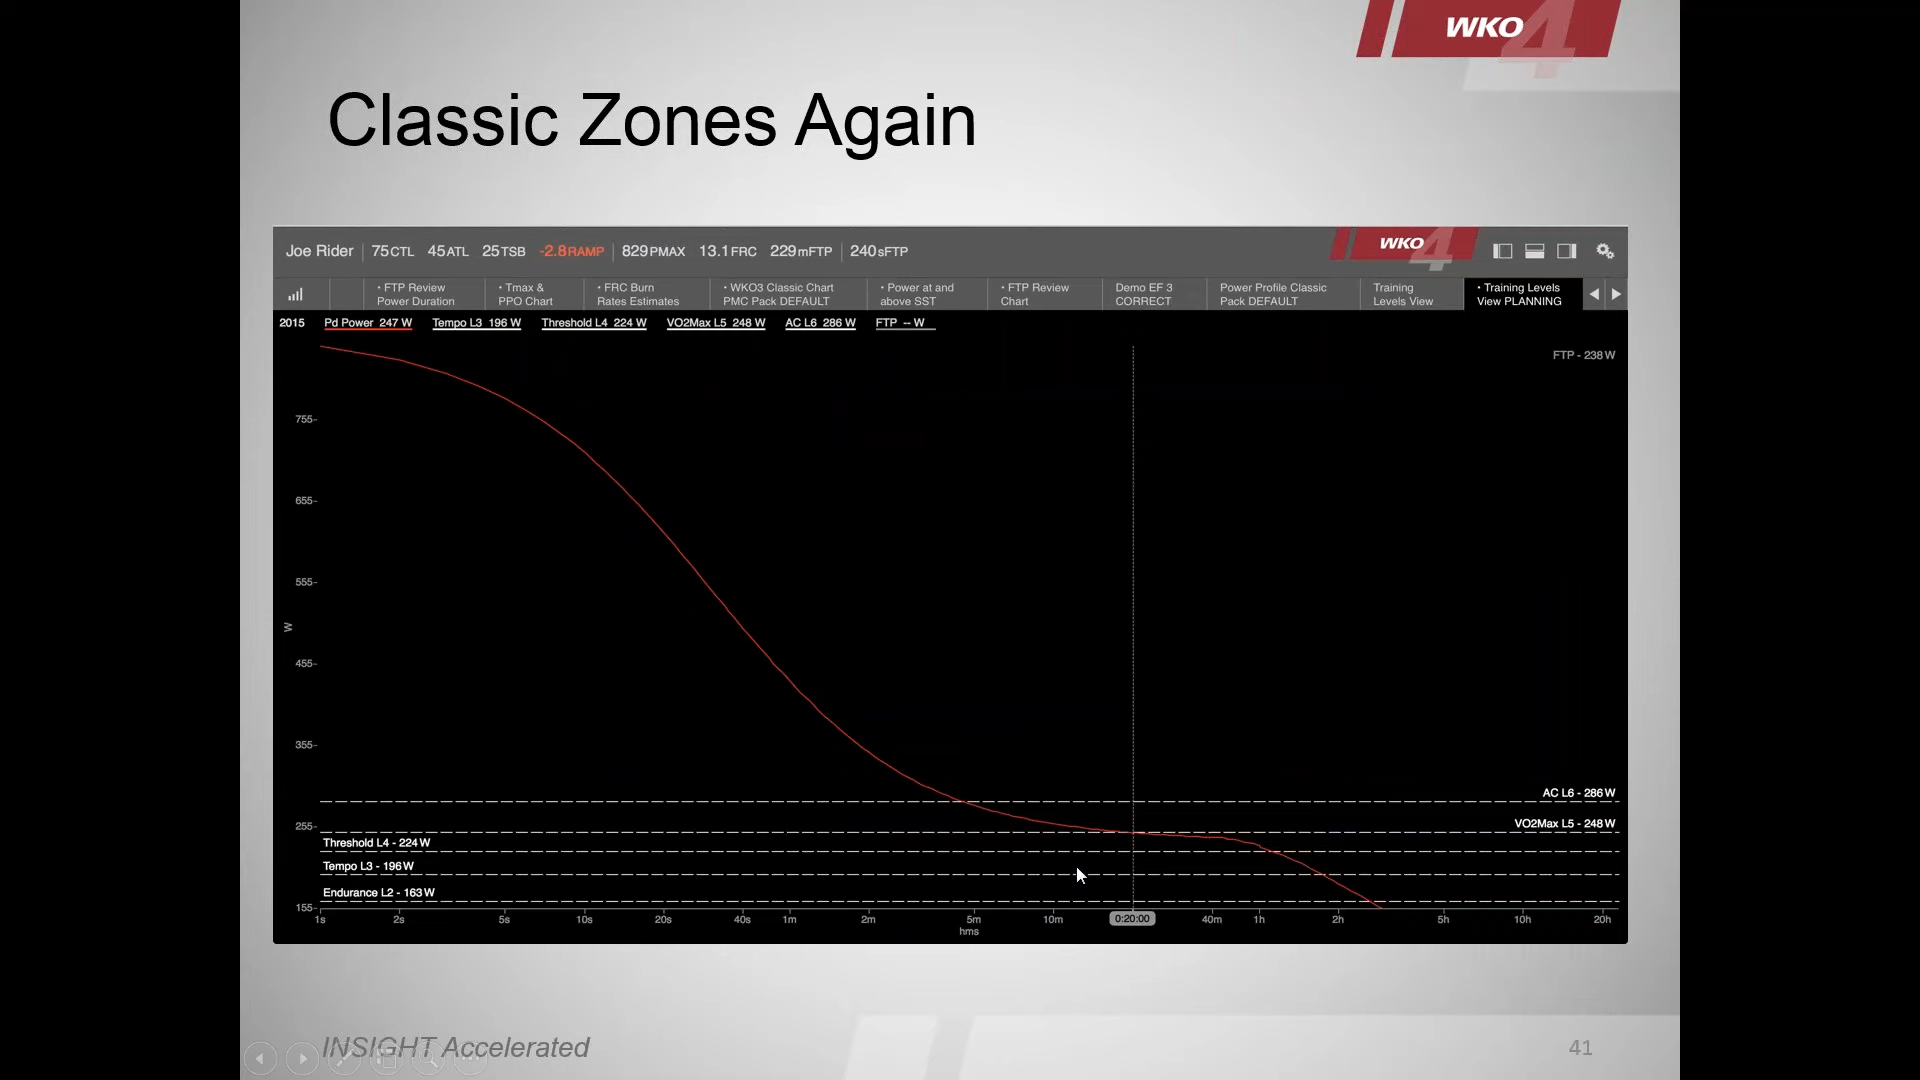 WKO4
Classic Zones Again
Joe Rider 75CTL 45ATL 25TSB -2.8RAMP 829PMAX 13.1FRC 229mFTP 240sFTP
WKO4
• FTP Review
Power Duration
• Tmax &
PPO Chart
• FRC Burn
Rates Estimates
• WKO3 Classic Chart
PMC Pack DEFAULT
• Power at and
above SST
• FTP Review
Chart
Demo EF 3
CORRECT
Power Profile Classic
Pack DEFAULT
Training
Levels View
• Training Levels
View PLANNING
2015 Pd Power 247 W Tempo L3 196 W Threshold L4 224 W VO2Max L5 248 W AC L6 286 W FTP -- W
FTP - 238 W
755-
655-
555-
W
455-
355-
AC L6 - 286 W
255-
VO2Max L5 - 248 W
Threshold L4 - 224 W
Tempo L3 - 196 W
Endurance L2 - 163 W
155-
1s 2s 5s 10s 20s 40s 1m 2m 5m 10m 0:20:00 40m 1h 2h 5h 10h 20h
hms
INSIGHT Accelerated
41